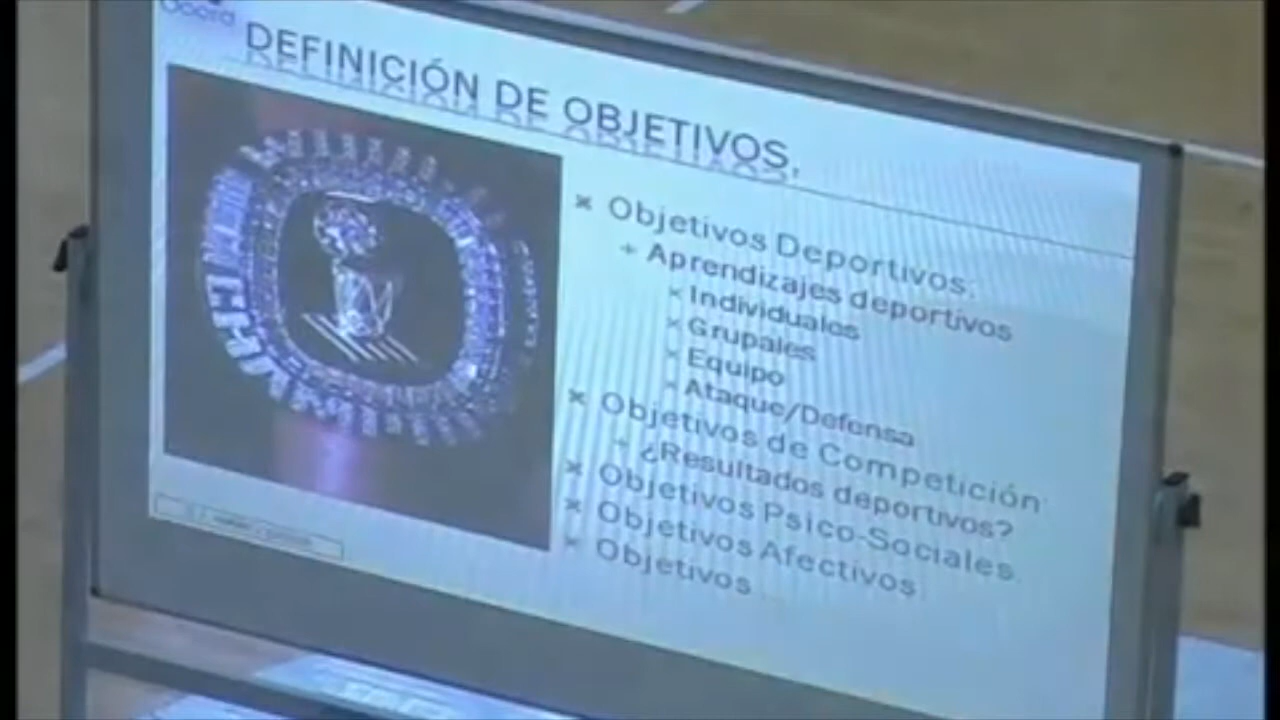 DEFINICIÓN DE OBJETIVOS.
Objetivos Deportivos:
Aprendizajes deportivos
Individuales
Grupales
Equipo
Ataque/Defensa
Objetivos de Competición:
¿Resultados deportivos?
Objetivos Psico-Sociales.
Objetivos Afectivos
Objetivos